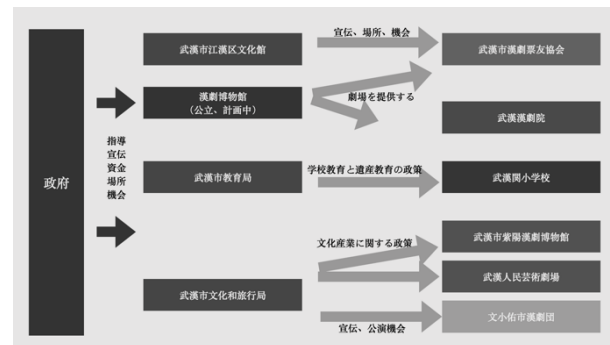 政府
指導
宣伝
資金
場所
機会
武漢市江漢区文化館
漢劇博物館
（公立、計画中）
武漢市教育局
武漢市文化和旅行局
宣伝、場所、機会
劇場を提供する
学校教育と遺産教育の政策
文化産業に関する政策
宣伝、公演機会
武漢市漢劇票友協会
武漢漢劇院
武漢関小学校
武漢市紫陽漢劇博物館
武漢人民芸術劇場
文小佑市漢劇団